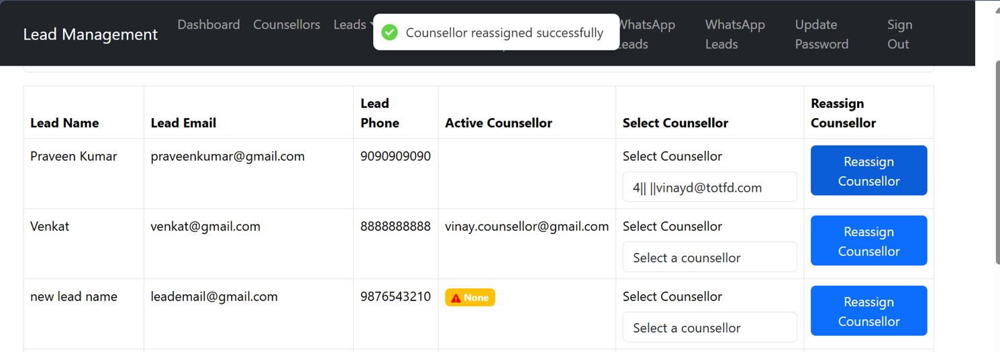 Lead Management
Dashboard Counsellors Leads
Counsellor reassigned successfully
WhatsApp Leads
WhatsApp Leads
Update Password
Sign Out
Lead Name Lead Email Lead Phone Active Counsellor Select Counsellor Reassign Counsellor
Praveen Kumar praveenkumar@gmail.com 9090909090 Select Counsellor
4|| ||vinayd@totfd.com
Reassign Counsellor
Venkat venkat@gmail.com 8888888888 vinay.counsellor@gmail.com Select Counsellor
Select a counsellor
Reassign Counsellor
new lead name leademail@gmail.com 9876543210 None Select Counsellor
Select a counsellor
Reassign Counsellor